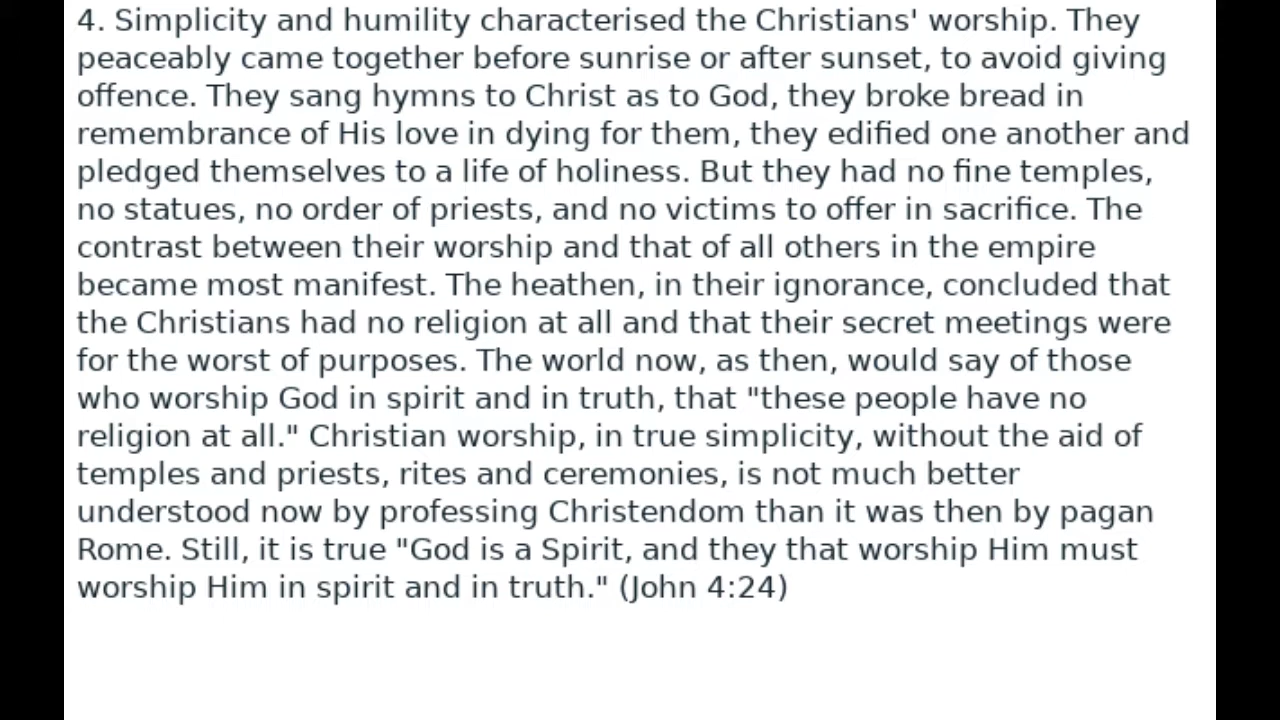 4. Simplicity and humility characterised the Christians' worship. They
peaceably came together before sunrise or after sunset, to avoid giving
offence. They sang hymns to Christ as to God, they broke bread in
remembrance of His love in dying for them, they edified one another and
pledged themselves to a life of holiness. But they had no fine temples,
no statues, no order of priests, and no victims to offer in sacrifice. The
contrast between their worship and that of all others in the empire
became most manifest. The heathen, in their ignorance, concluded that
the Christians had no religion at all and that their secret meetings were
for the worst of purposes. The world now, as then, would say of those
who worship God in spirit and in truth, that "these people have no
religion at all." Christian worship, in true simplicity, without the aid of
temples and priests, rites and ceremonies, is not much better
understood now by professing Christendom than it was then by pagan
Rome. Still, it is true "God is a Spirit, and they that worship Him must
worship Him in spirit and in truth." (John 4:24)